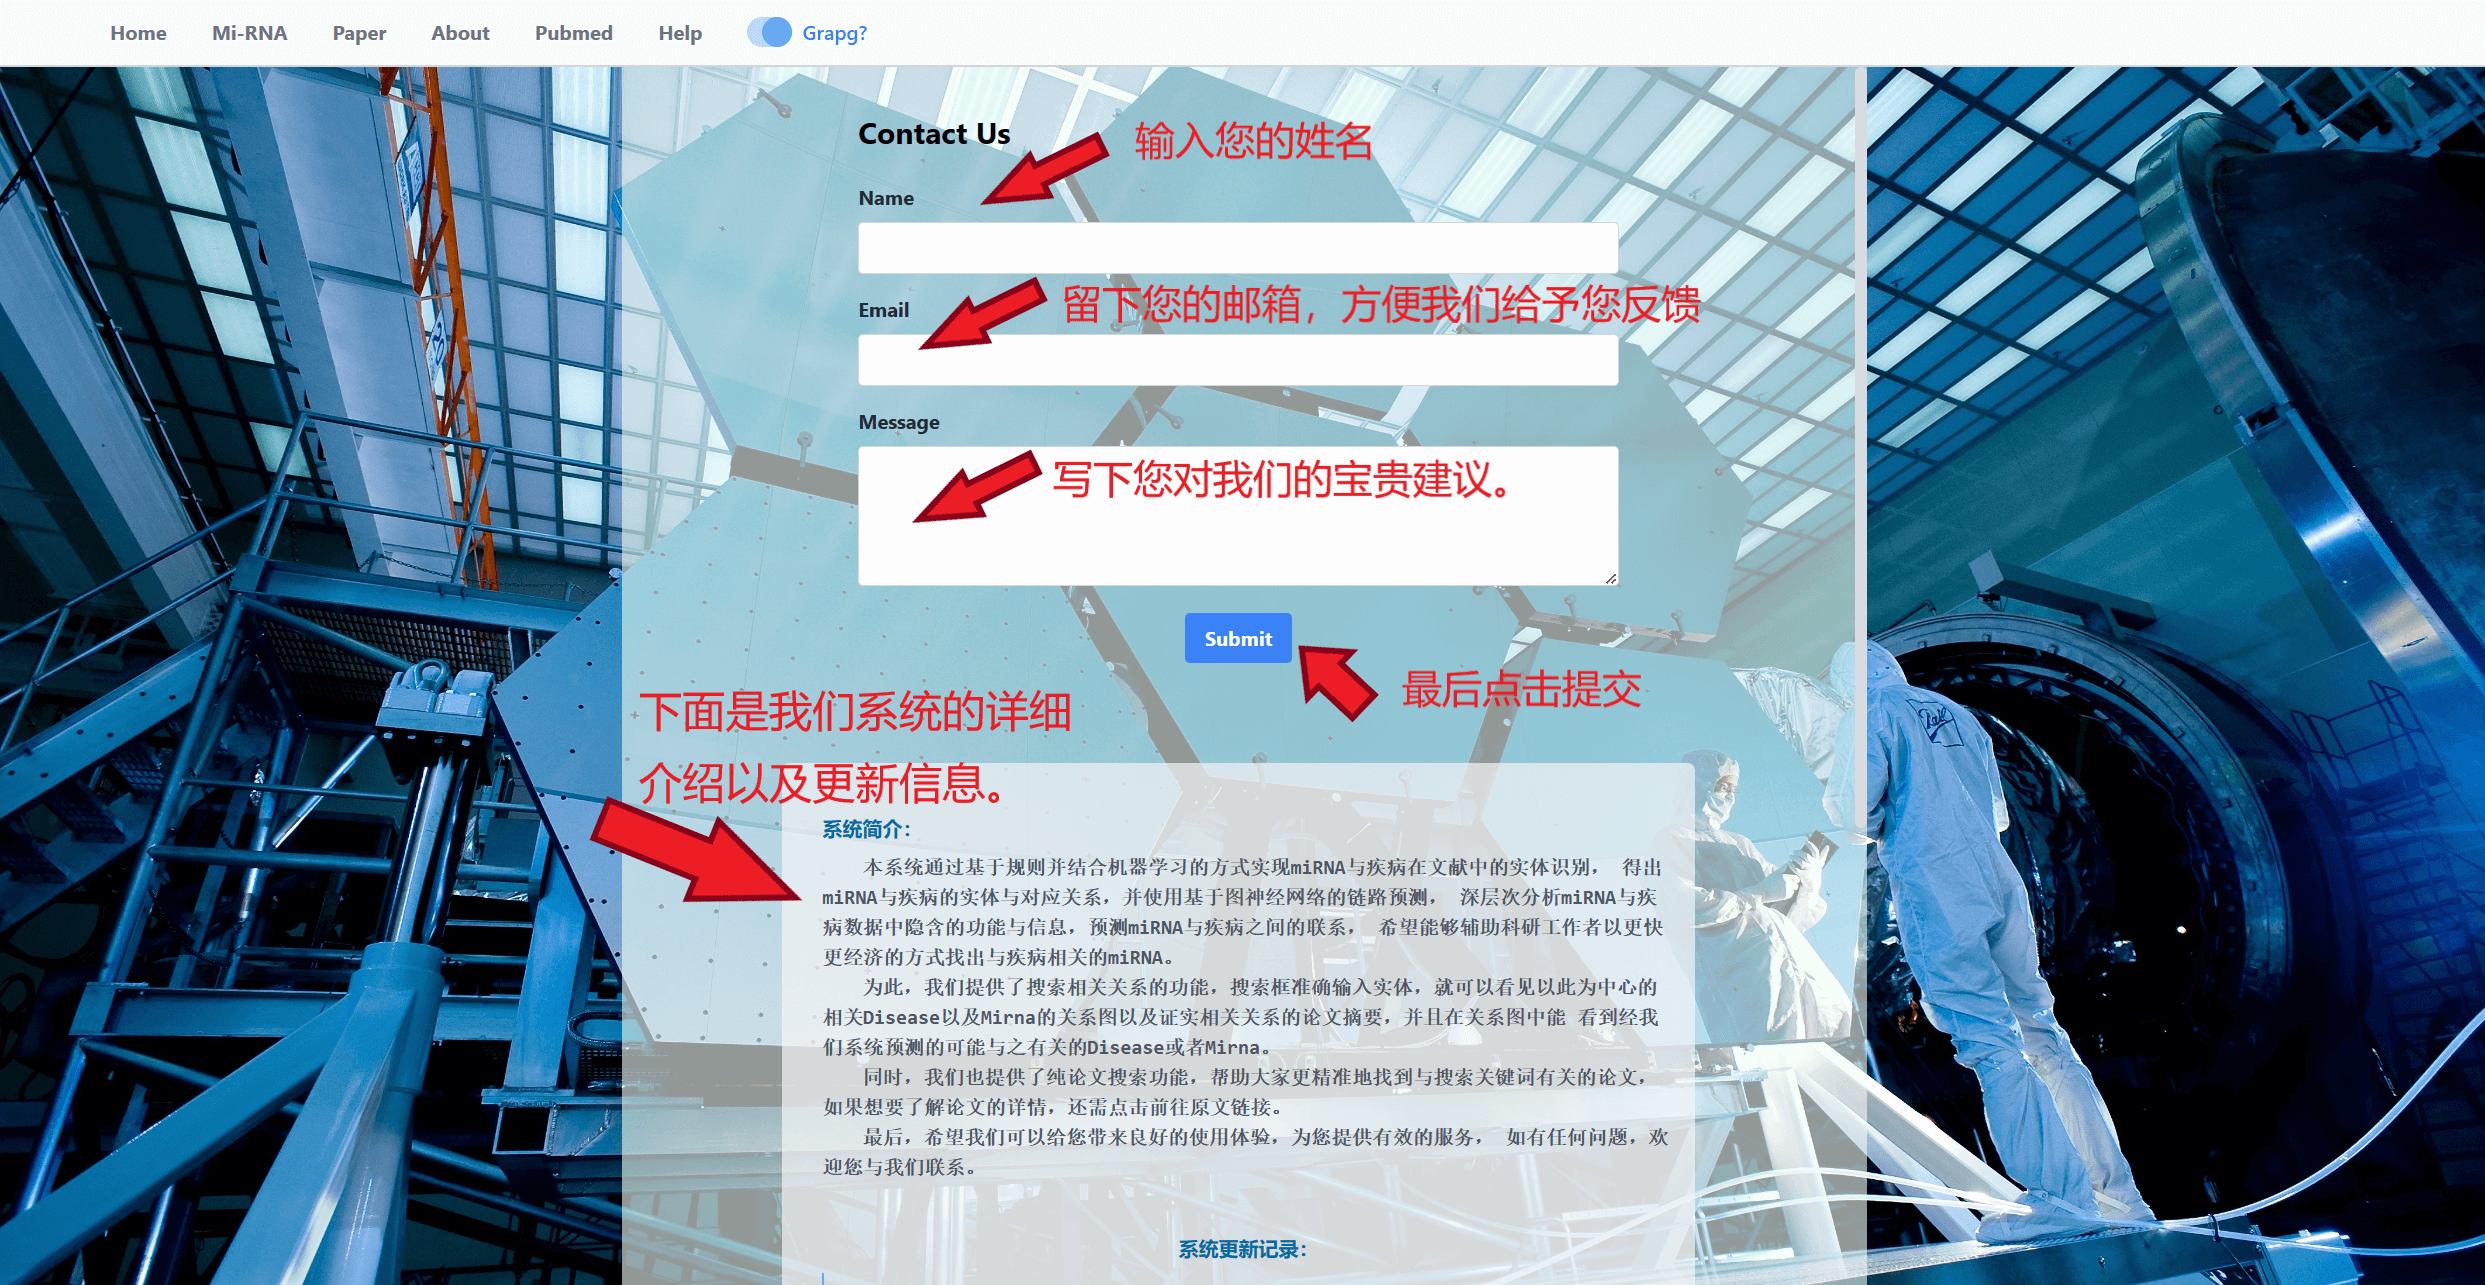 Home Mi-RNA Paper About Pubmed Help Grapg?
Contact Us
输入您的姓名
Name
Email
留下您的邮箱，方便我们给予您反馈
Message
写下您对我们的宝贵建议。
Submit
最后点击提交
下面是我们系统的详细
介绍以及更新信息。
系统简介：
本系统通过基于规则并结合机器学习的方式实现miRNA与疾病在文献中的实体识别， 得出
miRNA与疾病的实体与对应关系，并使用基于图神经网络的链路预测， 深层次分析miRNA与疾
病数据中隐含的功能与信息，预测miRNA与疾病之间的联系， 希望能够辅助科研工作者以更快
更经济的方式找出与疾病相关的miRNA。
为此，我们提供了搜索相关关系的功能，搜索框准确输入实体，就可以看见以此为中心的
相关Disease以及Mirna的关系图以及证实相关关系的论文摘要，并且在关系图中能 看到经我
们系统预测的可能与之有关的Disease或者Mirna。
同时，我们也提供了纯论文搜索功能，帮助大家更精准地找到与搜索关键词有关的论文，
如果想要了解论文的详情，还需点击前往原文链接。
最后，希望我们可以给您带来良好的使用体验，为您提供有效的服务， 如有任何问题，欢
迎您与我们联系。
系统更新记录：